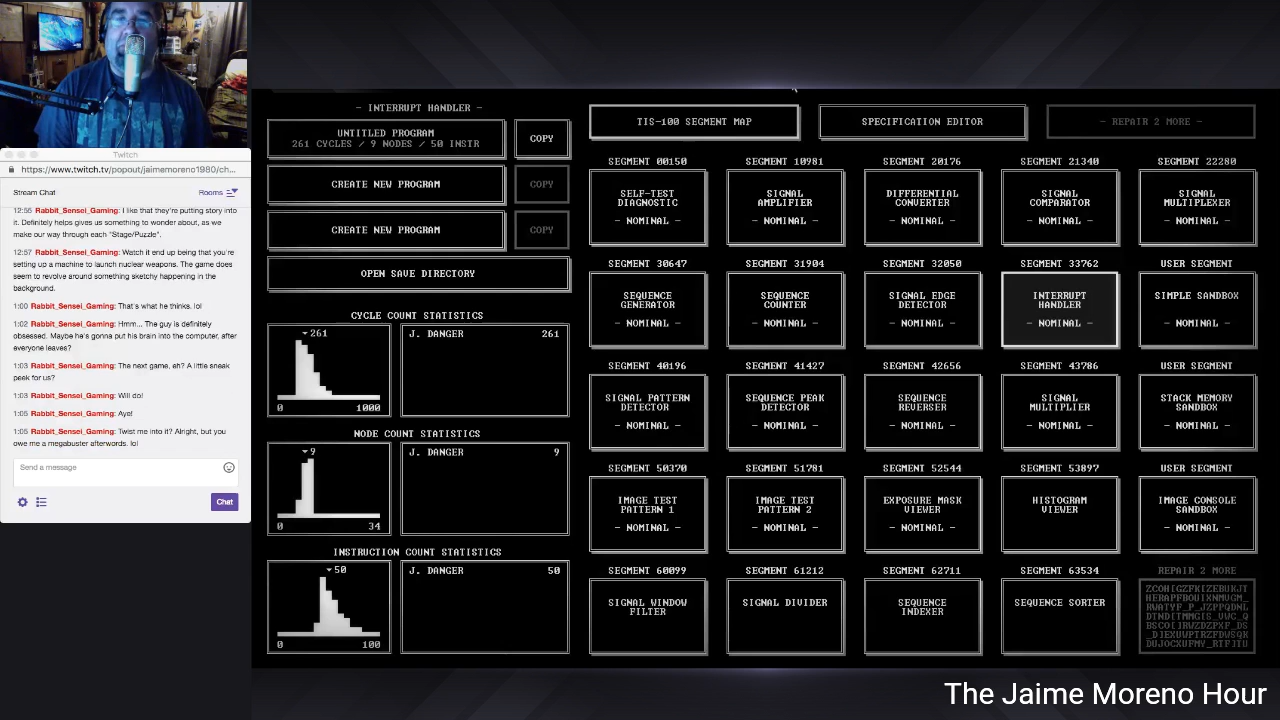 Twitch
https://www.twitch.tv/popout/jaimemoreno1980/ch...
Stream Chat
Rooms
12:55 Rabbit_Sensei_Gaming: I like that they're putting story into
it. Definitely helps gives us something to wonder about, as we
make our way through each "Stage/Puzzle".
12:57 Rabbit_Sensei_Gaming: Watch it end up being that you're
setting up a machine to launch nuclear weapons. The game does
seem to revolve around something sketchy happening in the
background.
1:00 Rabbit_Sensei_Gaming: That's what he thinks. lol
1:02 Rabbit_Sensei_Gaming: Hmm... The guy is definitely
obsessed. Maybe he's gonna put his brain into the computer, after
everyone leaves?
1:03 Rabbit_Sensei_Gaming: The next game, eh? A little sneak
peek for us?
1:03 Rabbit_Sensei_Gaming: Will do!
1:05 Rabbit_Sensei_Gaming: Aye!
1:05 Rabbit_Sensei_Gaming: Twist me into it? Alright, but you
owe me a megabuster afterwords. lol
Send a message
Chat
- INTERRUPT HANDLER -
UNTITLED PROGRAM
261 CYCLES / 9 NODES / 50 INSTR
COPY
CREATE NEW PROGRAM
COPY
CREATE NEW PROGRAM
COPY
OPEN SAVE DIRECTORY
CYCLE COUNT STATISTICS
261
0 1000
J. DANGER 261
NODE COUNT STATISTICS
9
0 34
J. DANGER 9
INSTRUCTION COUNT STATISTICS
50
0 100
J. DANGER 50
TIS-100 SEGMENT MAP
SPECIFICATION EDITOR
- REPAIR 2 MORE -
SEGMENT 00150
SELF-TEST
DIAGNOSTIC
- NOMINAL -
SEGMENT 10981
SIGNAL
AMPLIFIER
- NOMINAL -
SEGMENT 20176
DIFFERENTIAL
CONVERTER
- NOMINAL -
SEGMENT 21340
SIGNAL
COMPARATOR
- NOMINAL -
SEGMENT 22280
SIGNAL
MULTIPLEXER
- NOMINAL -
SEGMENT 30647
SEQUENCE
GENERATOR
- NOMINAL -
SEGMENT 31904
SEQUENCE
COUNTER
- NOMINAL -
SEGMENT 32050
SIGNAL EDGE
DETECTOR
- NOMINAL -
SEGMENT 33762
INTERRUPT
HANDLER
- NOMINAL -
USER SEGMENT
SIMPLE SANDBOX
- NOMINAL -
SEGMENT 40196
SIGNAL PATTERN
DETECTOR
- NOMINAL -
SEGMENT 41427
SEQUENCE PEAK
DETECTOR
- NOMINAL -
SEGMENT 42656
SEQUENCE
REVERSER
- NOMINAL -
SEGMENT 43786
SIGNAL
MULTIPLIER
- NOMINAL -
USER SEGMENT
STACK MEMORY
SANDBOX
- NOMINAL -
SEGMENT 50370
IMAGE TEST
PATTERN 1
- NOMINAL -
SEGMENT 51781
IMAGE TEST
PATTERN 2
- NOMINAL -
SEGMENT 52544
EXPOSURE MASK
VIEWER
- NOMINAL -
SEGMENT 53897
HISTOGRAM
VIEWER
USER SEGMENT
IMAGE CONSOLE
SANDBOX
- NOMINAL -
SEGMENT 60099
SIGNAL WINDOW
FILTER
SEGMENT 61212
SIGNAL DIVIDER
SEGMENT 62711
SEQUENCE
INDEXER
SEGMENT 63534
SEQUENCE SORTER
REPAIR 2 MORE
The Jaime Moreno Hour